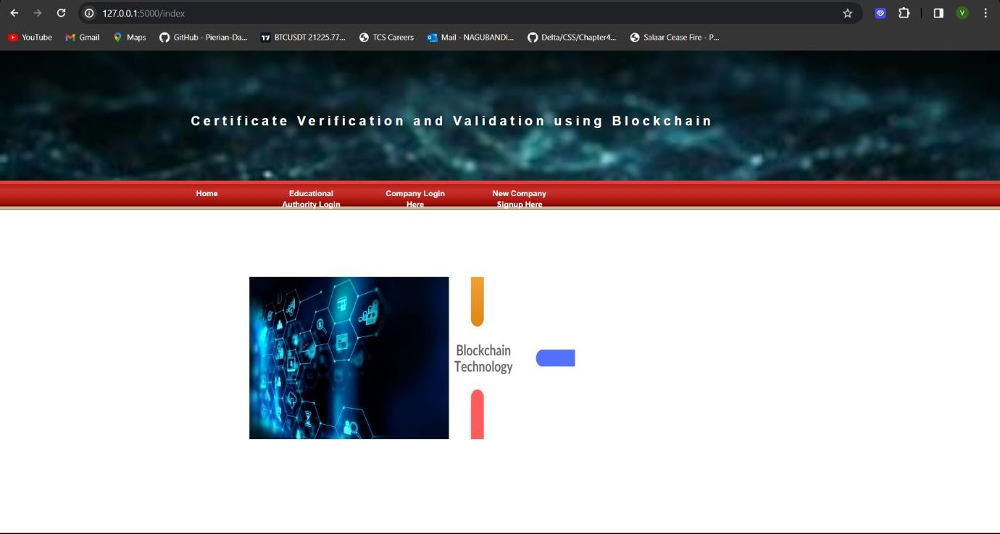 127.0.0.1:5000/index
V
YouTube
Gmail
Maps
GitHub - Pierian-Da...
BTCUSDT 21225.77...
TCS Careers
Mail - NAGUBANDI...
Delta/CSS/Chapter4...
Salaar Cease Fire - P...
Certificate Verification and Validation using Blockchain
Home
Educational
Authority Login
Company Login
Here
New Company
Signup Here
Blockchain
Technology